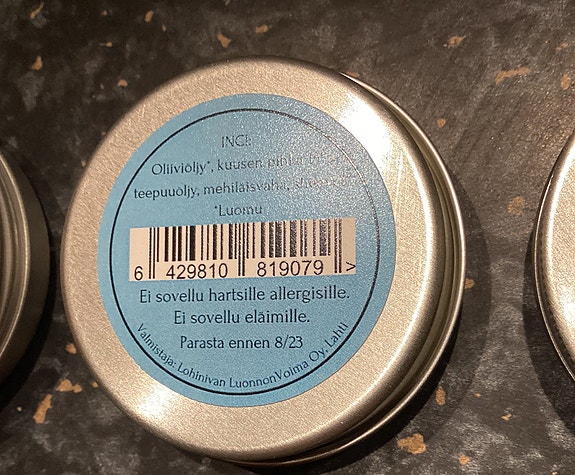 INCI:
Oliiviöljy*, kuusen pihka,
teepuuöljy, mehiläisvaha,
*Luomu
6 429810 819079 >
Ei sovellu hartsille allergisille.
Ei sovellu eläimille.
Parasta ennen 8/23
Valmistaja: Lohinivan LuonnonVoima Oy, Lahti